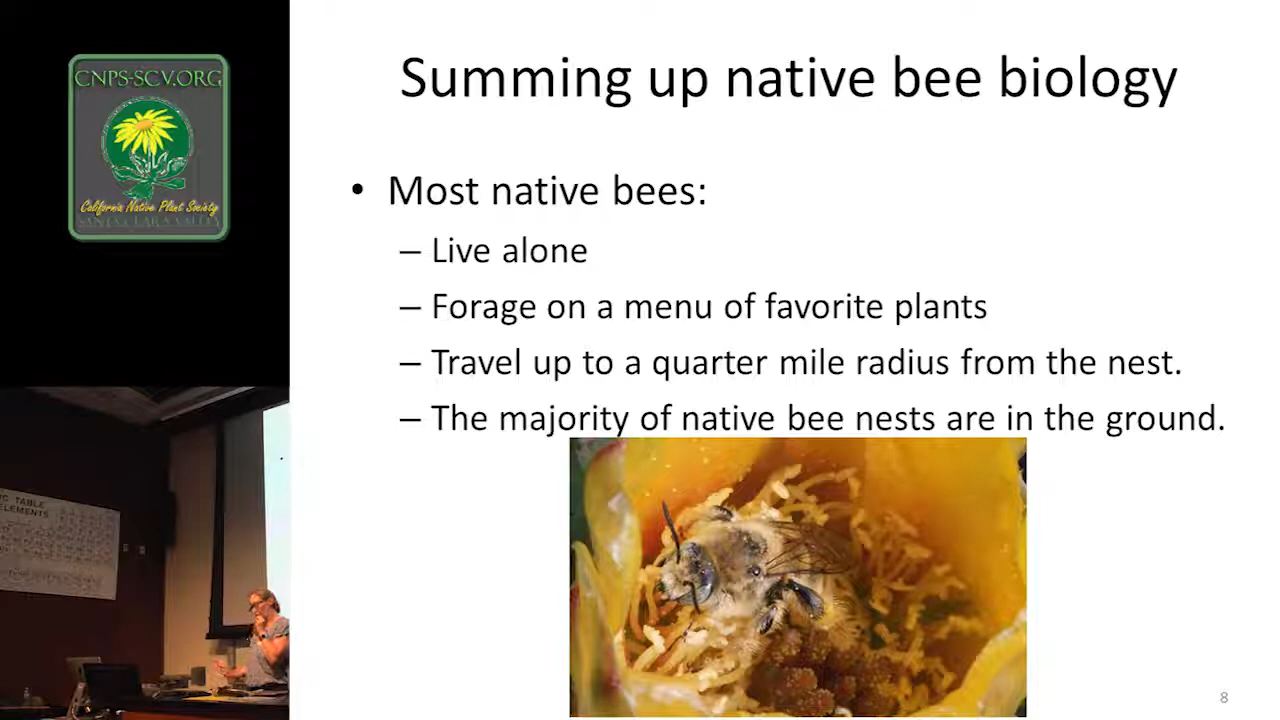 CNPS-SCV.ORG
California Native Plant Society
SANTA CLARA VALLEY
Summing up native bee biology
• Most native bees:
– Live alone
– Forage on a menu of favorite plants
– Travel up to a quarter mile radius from the nest.
– The majority of native bee nests are in the ground.
TABLE
ELEMENTS
8